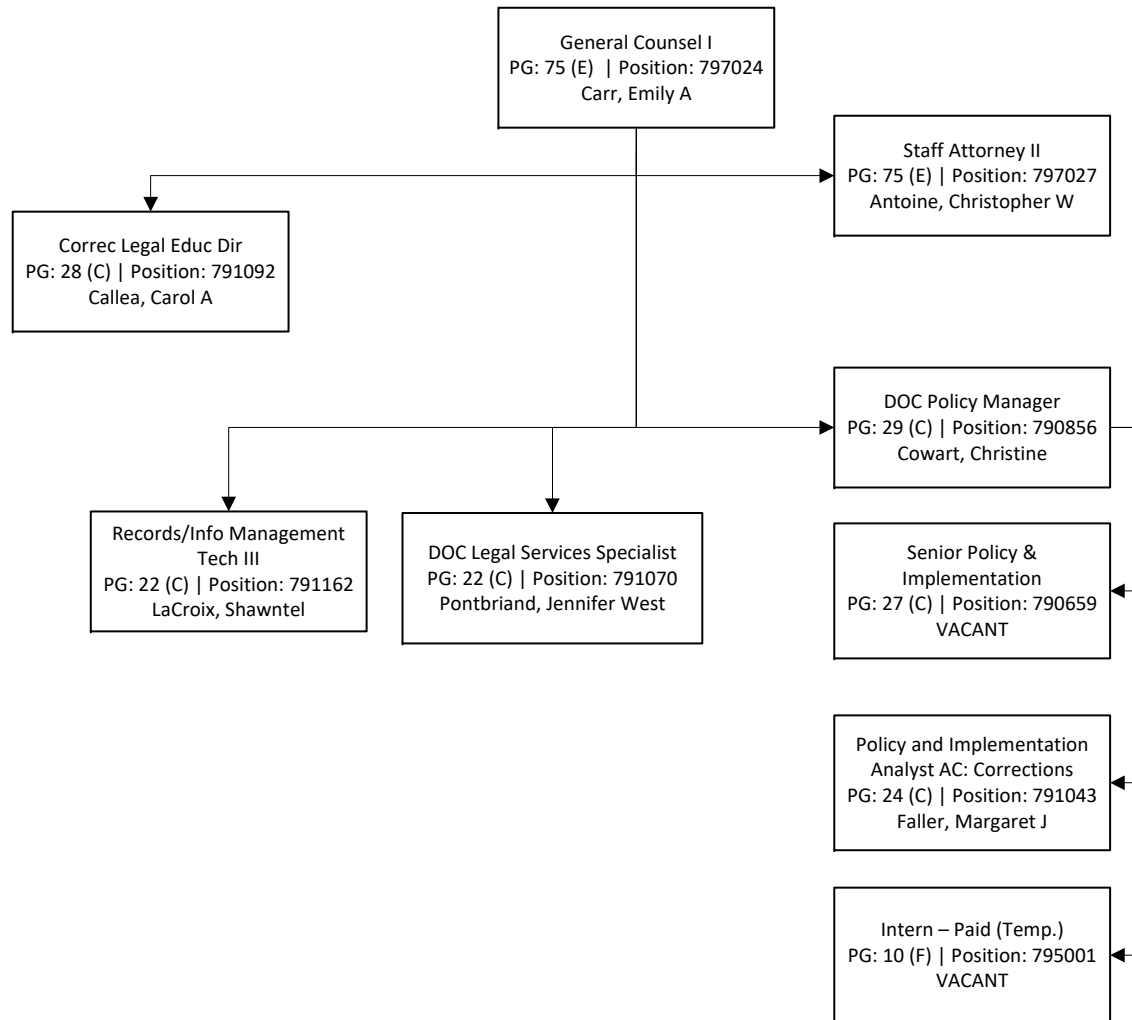 General Counsel I
PG: 75 (E) | Position: 797024
Carr, Emily A
Staff Attorney II
PG: 75 (E) | Position: 797027
Antoine, Christopher W
Correc Legal Educ Dir
PG: 28 (C) | Position: 791092
Callea, Carol A
DOC Policy Manager
PG: 29 (C) | Position: 790856
Cowart, Christine
Records/Info Management
Tech III
PG: 22 (C) | Position: 791162
LaCroix, Shawntel
DOC Legal Services Specialist
PG: 22 (C) | Position: 791070
Pontbriand, Jennifer West
Senior Policy &
Implementation
PG: 27 (C) | Position: 790659
VACANT
Policy and Implementation
Analyst AC: Corrections
PG: 24 (C) | Position: 791043
Faller, Margaret J
Intern – Paid (Temp.)
PG: 10 (F) | Position: 795001
VACANT